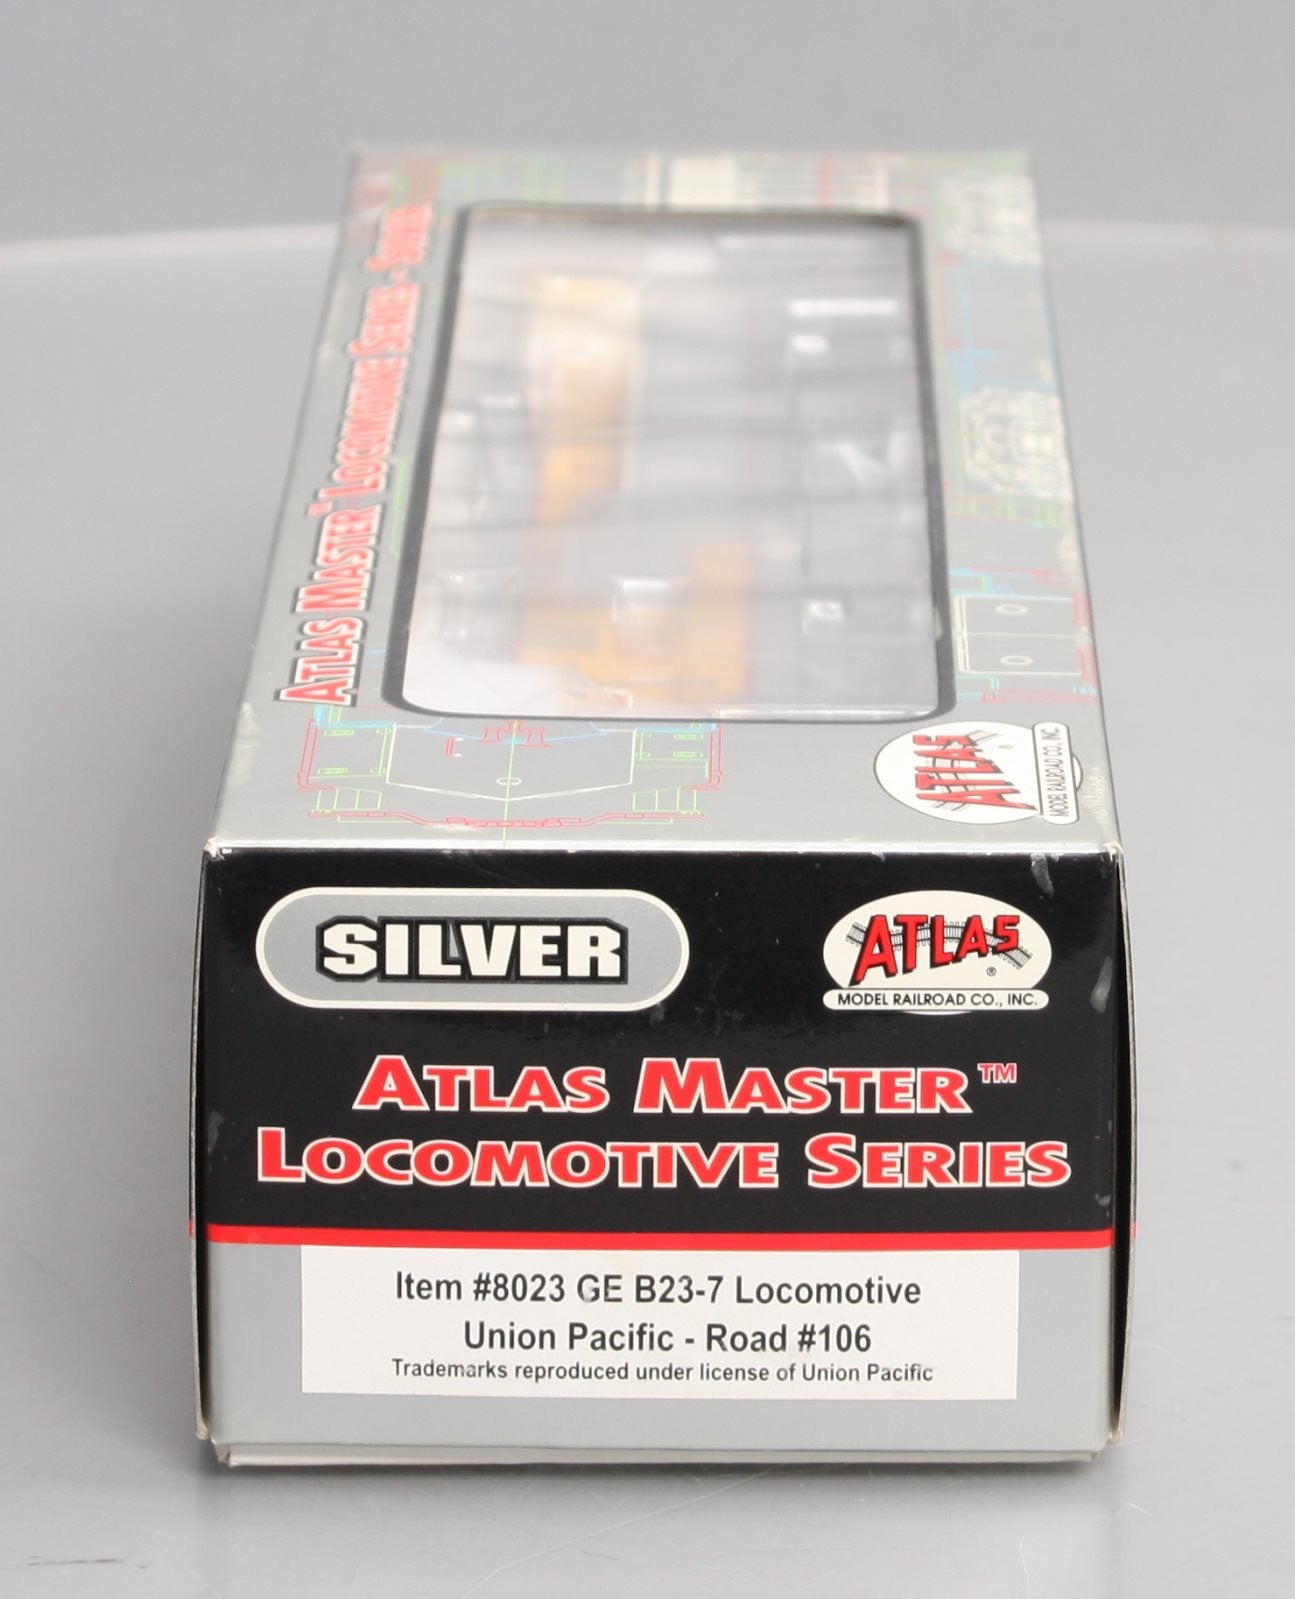 ATLAS MASTER™ LOCOMOTIVE SERIES - SILVER
ATLAS
MODEL RAILROAD CO., INC.
SILVER
ATLAS ®
MODEL RAILROAD CO., INC.
ATLAS MASTER™
LOCOMOTIVE SERIES
Item #8023 GE B23-7 Locomotive
Union Pacific - Road #106
Trademarks reproduced under license of Union Pacific